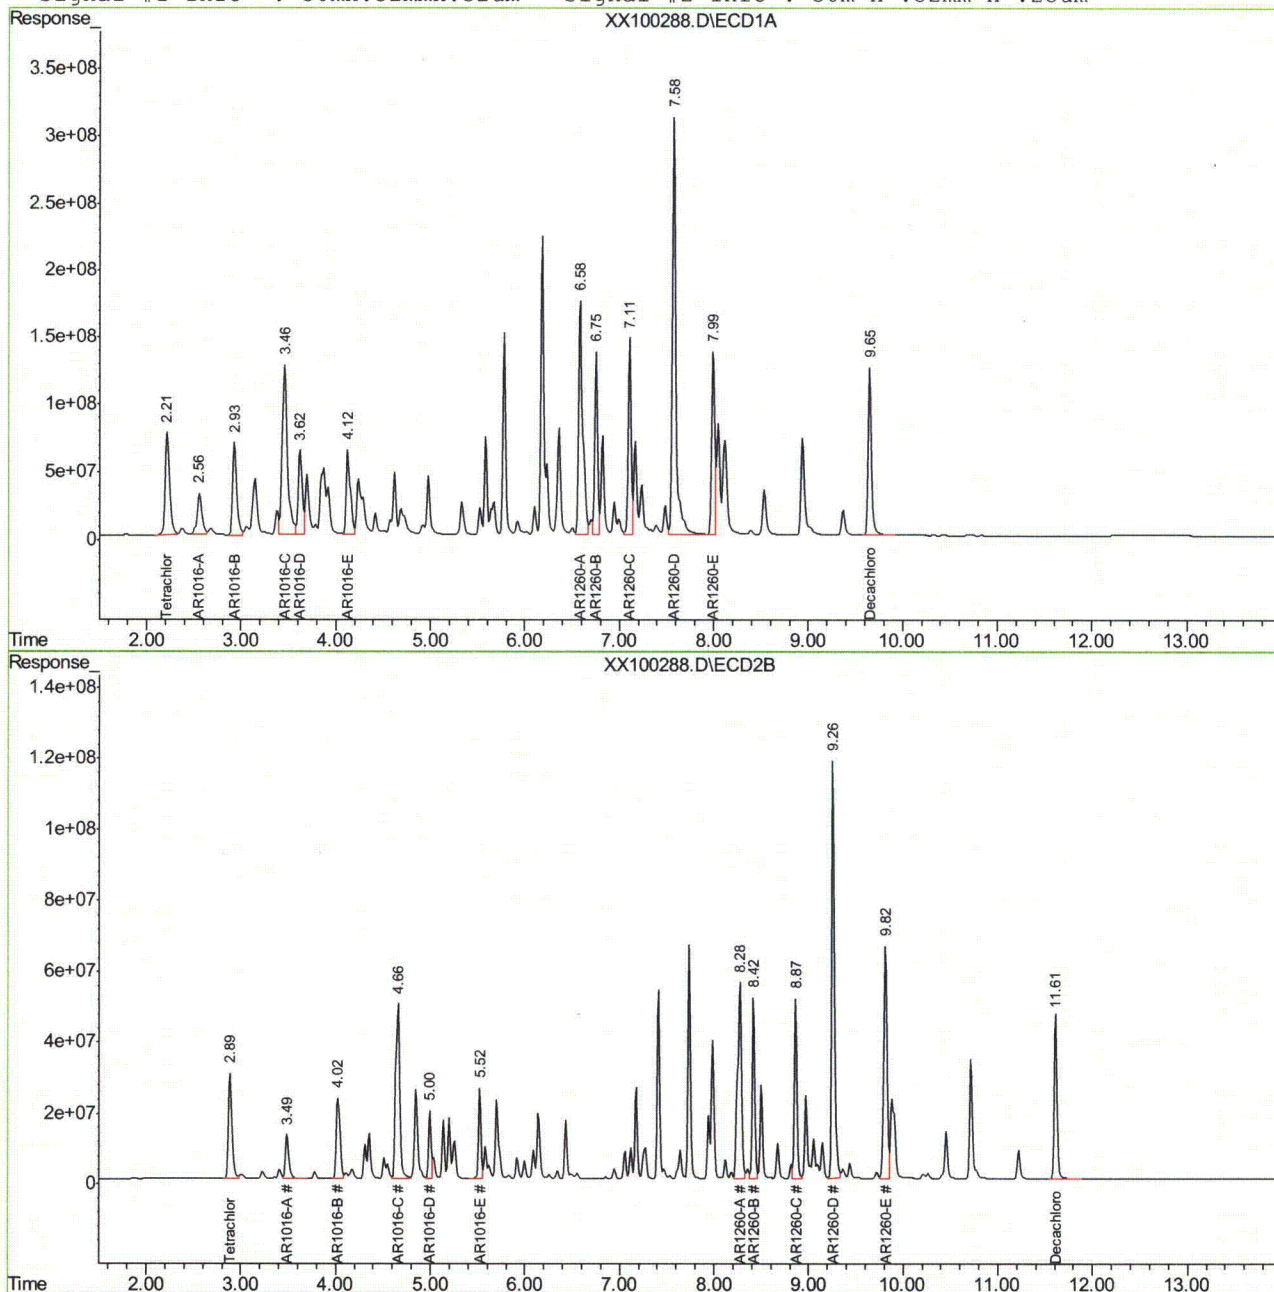 Response_
XX100288.D\ECD1A
3.5e+08
3e+08
2.5e+08
2e+08
1.5e+08
1e+08
5e+07
0
2.21
2.56
2.93
3.46
3.62
4.12
6.58
6.75
7.11
7.58
7.99
9.65
Tetrachlor
AR1016-A
AR1016-B
AR1016-C
AR1016-D
AR1016-E
AR1260-A
AR1260-B
AR1260-C
AR1260-D
AR1260-E
Decachloro
Time 2.00 3.00 4.00 5.00 6.00 7.00 8.00 9.00 10.00 11.00 12.00 13.00
Response_
XX100288.D\ECD2B
1.4e+08
1.2e+08
1e+08
8e+07
6e+07
4e+07
2e+07
0
2.89
3.49
4.02
4.66
5.00
5.52
8.28
8.42
8.87
9.26
9.82
11.61
Tetrachlor
AR1016-A #
AR1016-B #
AR1016-C #
AR1016-D #
AR1016-E #
AR1260-A #
AR1260-B #
AR1260-C #
AR1260-D #
AR1260-E #
Decachloro
Time 2.00 3.00 4.00 5.00 6.00 7.00 8.00 9.00 10.00 11.00 12.00 13.00